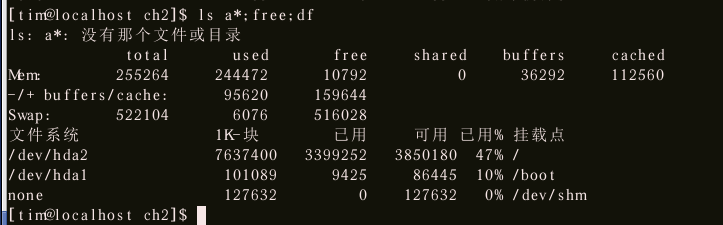 [tim@localhost ch2]$ ls a*;free;df
ls: a*: 没有那个文件或目录
total used free shared buffers cached
Mem: 255264 244472 10792 0 36292 112560
-/+ buffers/cache: 95620 159644
Swap: 522104 6076 516028
文件系统 1K-块 已用 可用 已用% 挂载点
/dev/hda2 7637400 3399252 3850180 47% /
/dev/hda1 101089 9425 86445 10% /boot
none 127632 0 127632 0% /dev/shm
[tim@localhost ch2]$